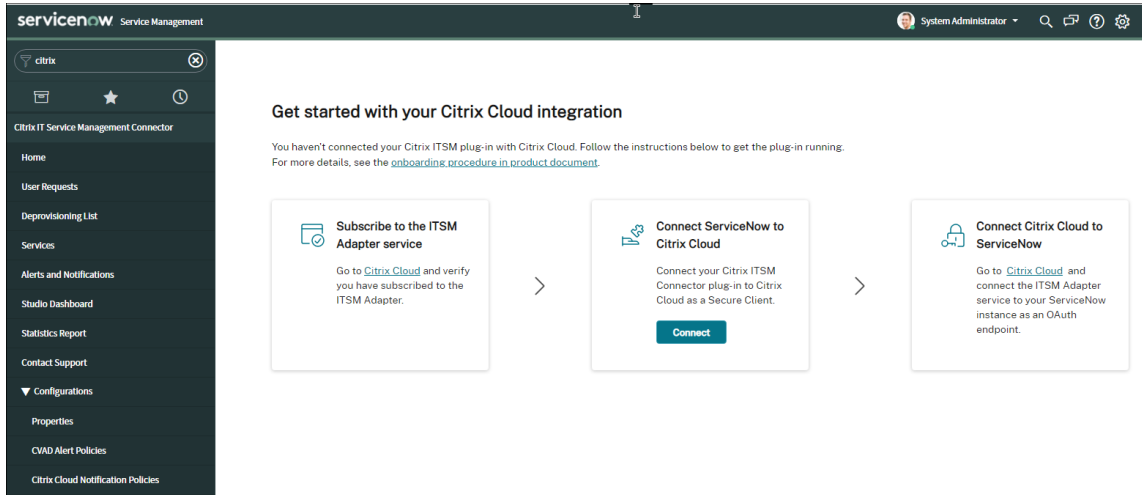 servicenow Service Management
System Administrator
citrix
Citrix IT Service Management Connector
Home
User Requests
Deprovisioning List
Services
Alerts and Notifications
Studio Dashboard
Statistics Report
Contact Support
Configurations
Properties
CVAD Alert Policies
Citrix Cloud Notification Policies
Get started with your Citrix Cloud integration
You haven't connected your Citrix ITSM plug-in with Citrix Cloud. Follow the instructions below to get the plug-in running.
For more details, see the onboarding procedure in product document.
Subscribe to the ITSM
Adapter service
Go to Citrix Cloud and verify
you have subscribed to the
ITSM Adapter.
Connect ServiceNow to
Citrix Cloud
Connect your Citrix ITSM
Connector plug-in to Citrix
Cloud as a Secure Client.
Connect
Connect Citrix Cloud to
ServiceNow
Go to Citrix Cloud and
connect the ITSM Adapter
service to your ServiceNow
instance as an OAuth
endpoint.